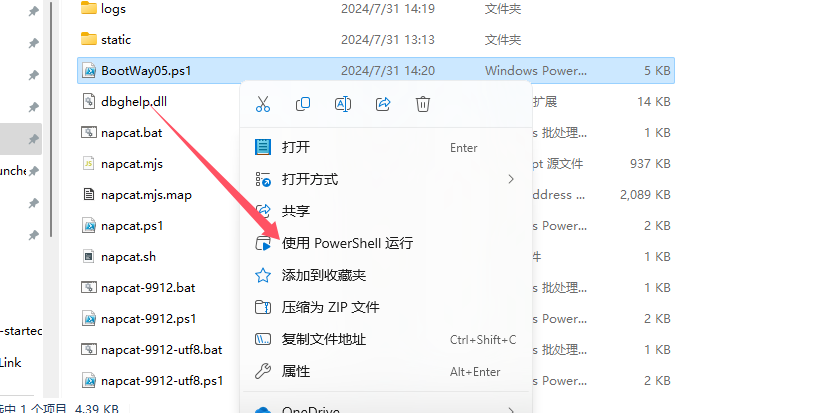 logs 2024/7/31 14:19 文件夹
static 2024/7/31 13:13 文件夹
BootWay05.ps1 2024/7/31 14:20 Windows Power... 5 KB
dbghelp.dll 扩展 14 KB
napcat.bat s 批处理... 1 KB
打开 Enter
napcat.mjs pt 源文件 937 KB
打开方式
napcat.mjs.map ddress ... 2,089 KB
共享
napcat.ps1 s Power... 2 KB
使用 PowerShell 运行
napcat.sh 件 1 KB
添加到收藏夹
napcat-9912.bat s 批处理... 1 KB
压缩为 ZIP 文件
napcat-9912.ps1 s Power... 2 KB
-started
复制文件地址 Ctrl+Shift+C
napcat-9912-utf8.bat s 批处理... 1 KB
Link
属性 Alt+Enter
napcat-9912-utf8.ps1 s Power... 2 KB
选中 1 个项目 4.39 KB
OneDrive